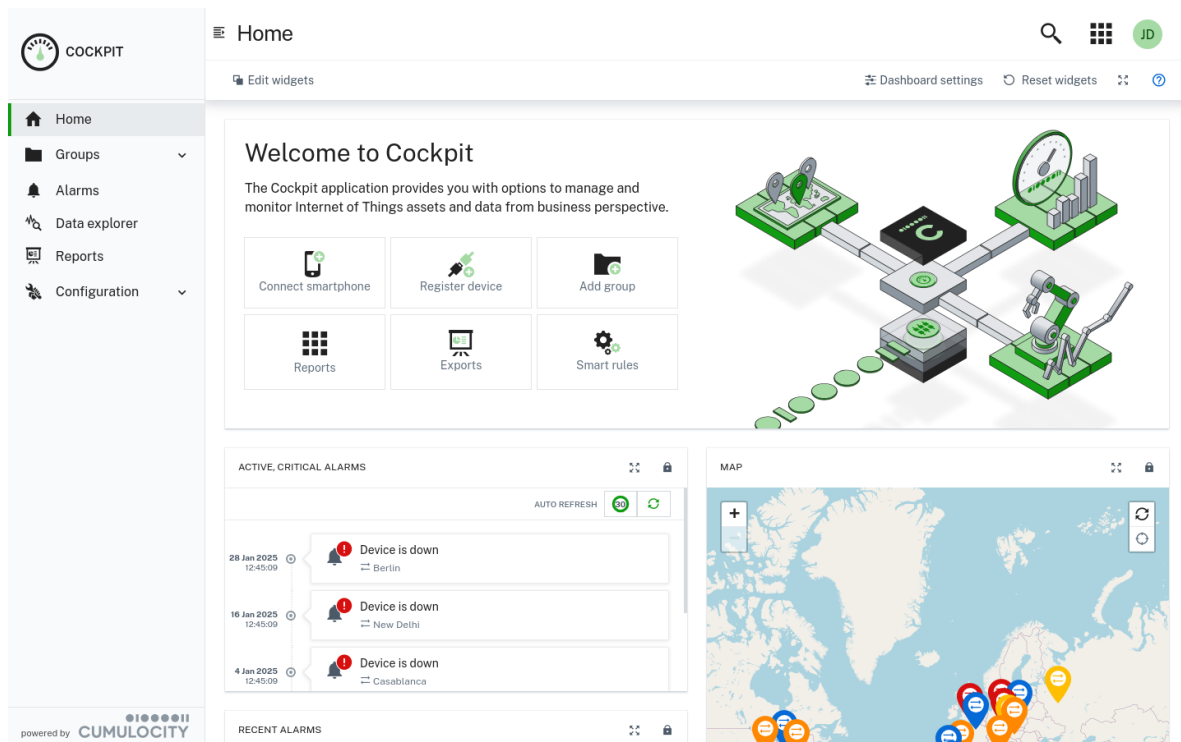 COCKPIT
Home
JD
Edit widgets
Dashboard settings
Reset widgets
Home
Groups
Alarms
Data explorer
Reports
Configuration
Welcome to Cockpit
The Cockpit application provides you with options to manage and
monitor Internet of Things assets and data from business perspective.
Connect smartphone
Register device
Add group
Reports
Exports
Smart rules
ACTIVE, CRITICAL ALARMS
AUTO REFRESH
30
28 Jan 2025
12:45:09
Device is down
Berlin
16 Jan 2025
12:45:09
Device is down
New Delhi
4 Jan 2025
12:45:09
Device is down
Casablanca
RECENT ALARMS
MAP
+
powered by CUMULOCITY